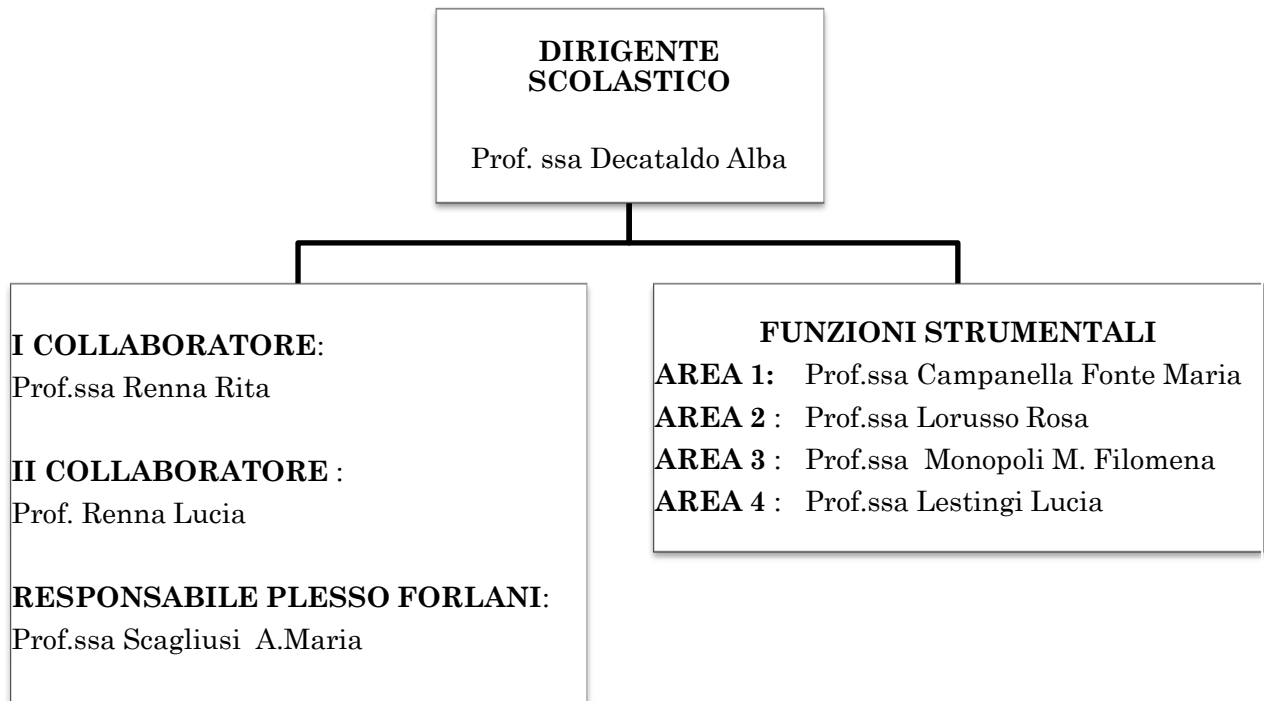 DIRIGENTE
SCOLASTICO
Prof. ssa Decataldo Alba
I COLLABORATORE:
Prof.ssa Renna Rita
II COLLABORATORE :
Prof. Renna Lucia
RESPONSABILE PLESSO FORLANI:
Prof.ssa Scagliusi A.Maria
FUNZIONI STRUMENTALI
AREA 1: Prof.ssa Campanella Fonte Maria
AREA 2 : Prof.ssa Lorusso Rosa
AREA 3 : Prof.ssa Monopoli M. Filomena
AREA 4 : Prof.ssa Lestingi Lucia